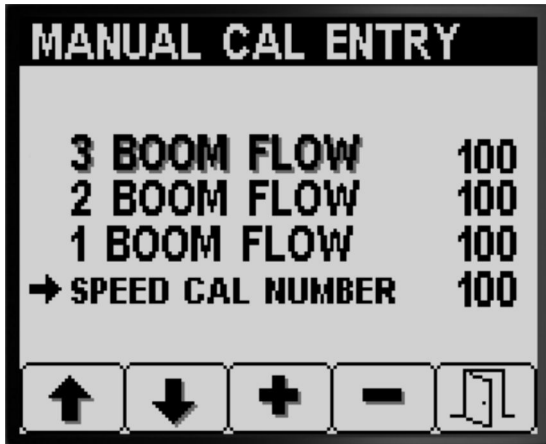 MANUAL CAL ENTRY
3 BOOM FLOW 100
2 BOOM FLOW 100
1 BOOM FLOW 100
SPEED CAL NUMBER 100